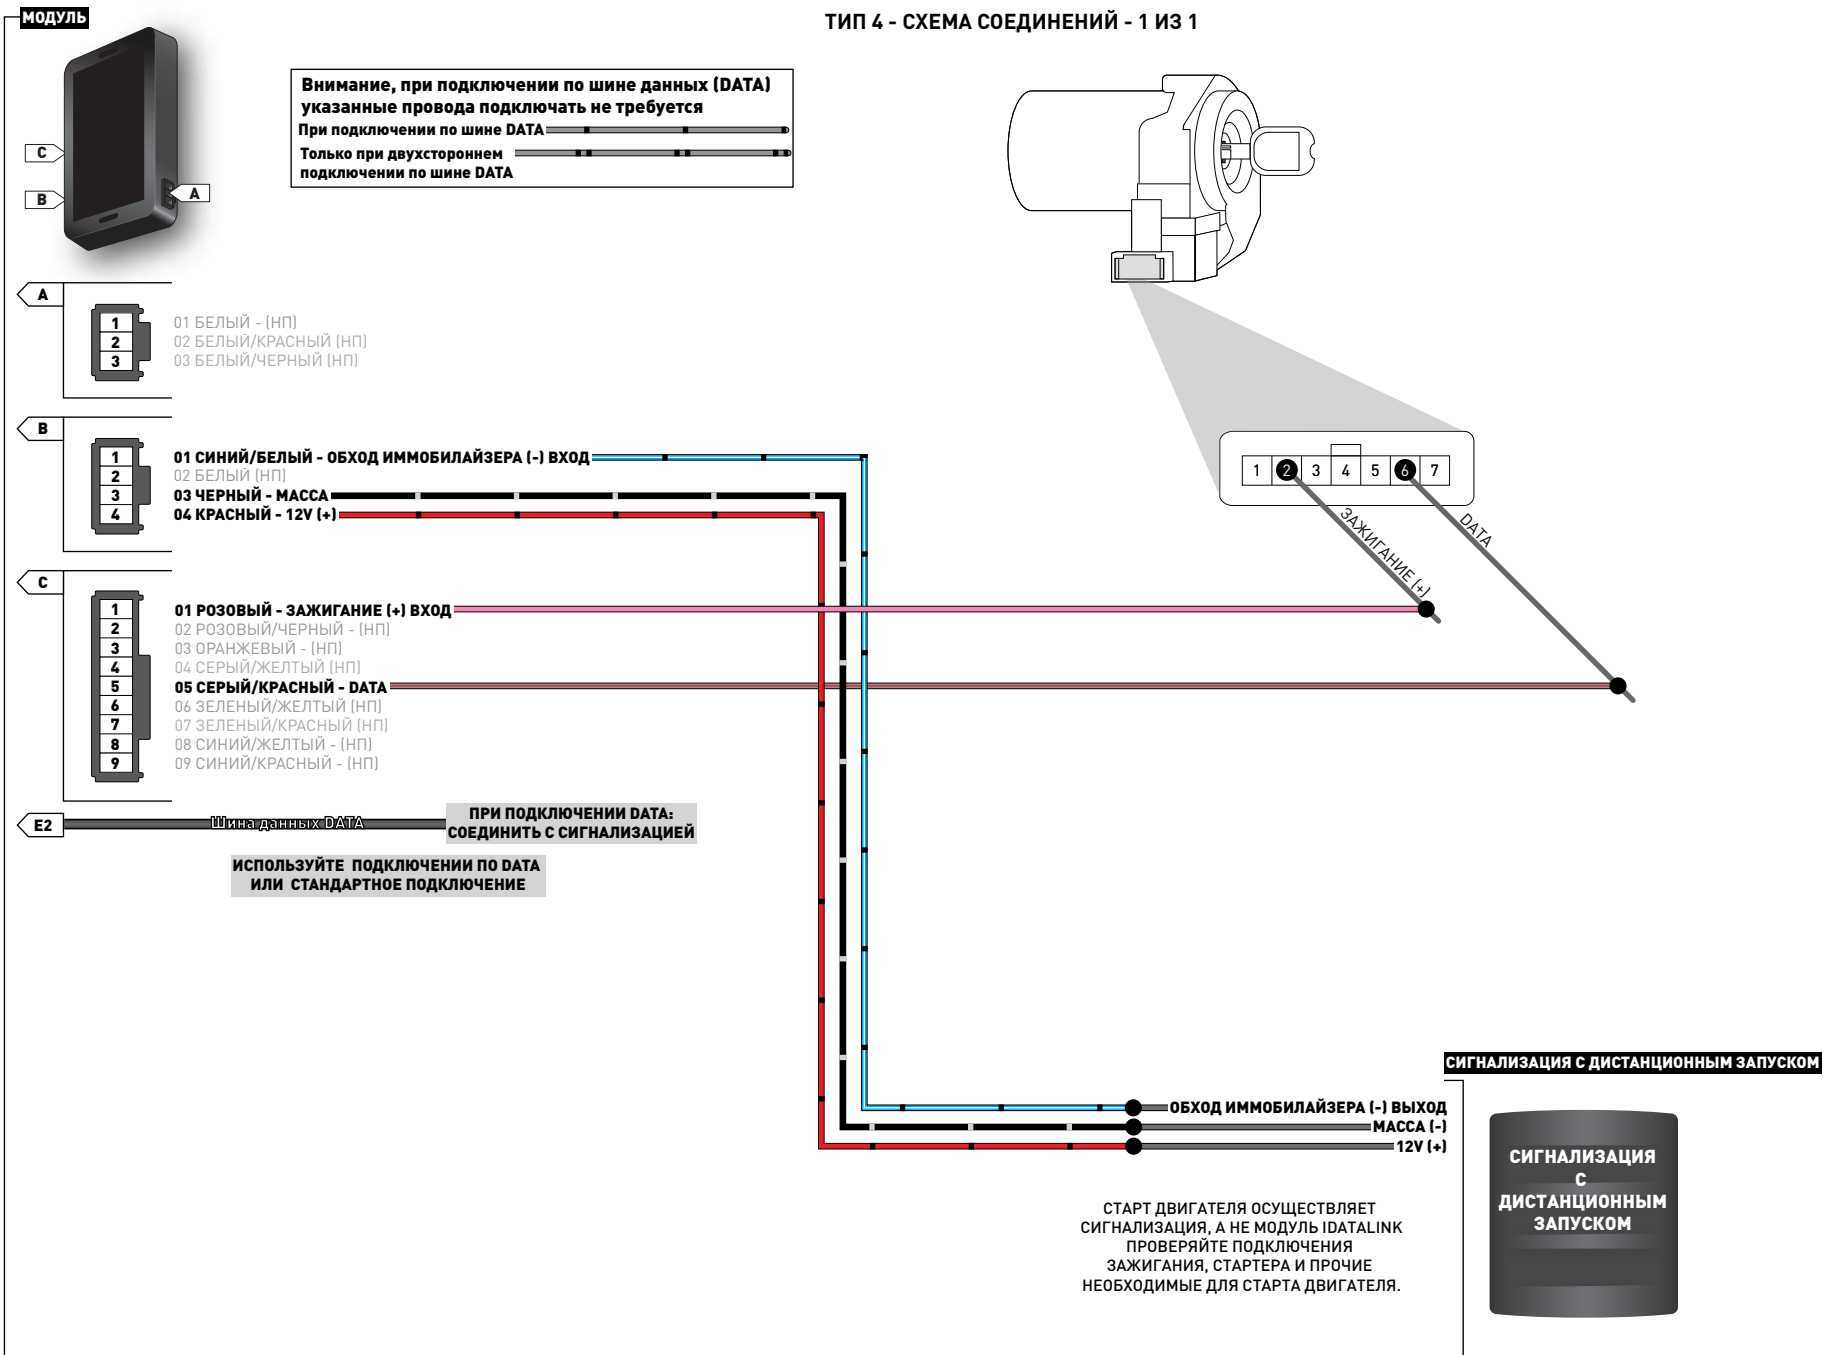 МОДУЛЬ
ТИП 4 - СХЕМА СОЕДИНЕНИЙ - 1 ИЗ 1
Внимание, при подключении по шине данных (DATA)
указанные провода подключать не требуется
При подключении по шине DATA
Только при двухстороннем
подключении по шине DATA
C
B
A
A
1
2
3
01 БЕЛЫЙ - (НП)
02 БЕЛЫЙ/КРАСНЫЙ (НП)
03 БЕЛЫЙ/ЧЕРНЫЙ (НП)
B
1
2
3
4
01 СИНИЙ/БЕЛЫЙ - ОБХОД ИММОБИЛАЙЗЕРА (-) ВХОД
02 БЕЛЫЙ (НП)
03 ЧЕРНЫЙ - МАССА
04 КРАСНЫЙ - 12V (+)
1 2 3 4 5 6 7
ЗАЖИГАНИЕ (+)
DATA
C
1
2
3
4
5
6
7
8
9
01 РОЗОВЫЙ - ЗАЖИГАНИЕ (+) ВХОД
02 РОЗОВЫЙ/ЧЕРНЫЙ - (НП)
03 ОРАНЖЕВЫЙ - (НП)
04 СЕРЫЙ/ЖЕЛТЫЙ (НП)
05 СЕРЫЙ/КРАСНЫЙ - DATA
06 ЗЕЛЕНЫЙ/ЖЕЛТЫЙ (НП)
07 ЗЕЛЕНЫЙ/КРАСНЫЙ (НП)
08 СИНИЙ/ЖЕЛТЫЙ - (НП)
09 СИНИЙ/КРАСНЫЙ - (НП)
E2
Шина данных DATA
ПРИ ПОДКЛЮЧЕНИИ DATA:
СОЕДИНИТЬ С СИГНАЛИЗАЦИЕЙ
ИСПОЛЬЗУЙТЕ ПОДКЛЮЧЕНИИ ПО DATA
ИЛИ СТАНДАРТНОЕ ПОДКЛЮЧЕНИЕ
СИГНАЛИЗАЦИЯ С ДИСТАНЦИОННЫМ ЗАПУСКОМ
ОБХОД ИММОБИЛАЙЗЕРА (-) ВЫХОД
МАССА (-)
12V (+)
СИГНАЛИЗАЦИЯ
С
ДИСТАНЦИОННЫМ
ЗАПУСКОМ
СТАРТ ДВИГАТЕЛЯ ОСУЩЕСТВЛЯЕТ
СИГНАЛИЗАЦИЯ, А НЕ МОДУЛЬ IDATALINK
ПРОВЕРЯЙТЕ ПОДКЛЮЧЕНИЯ
ЗАЖИГАНИЯ, СТАРТЕРА И ПРОЧИЕ
НЕОБХОДИМЫЕ ДЛЯ СТАРТА ДВИГАТЕЛЯ.